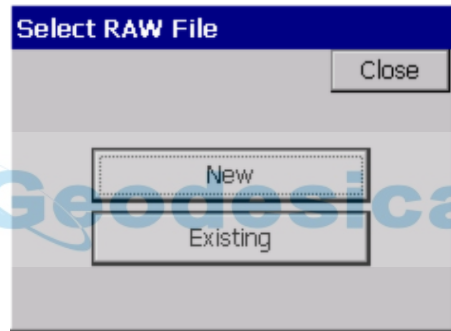 Select RAW File
Close
New
Existing
Geodesica